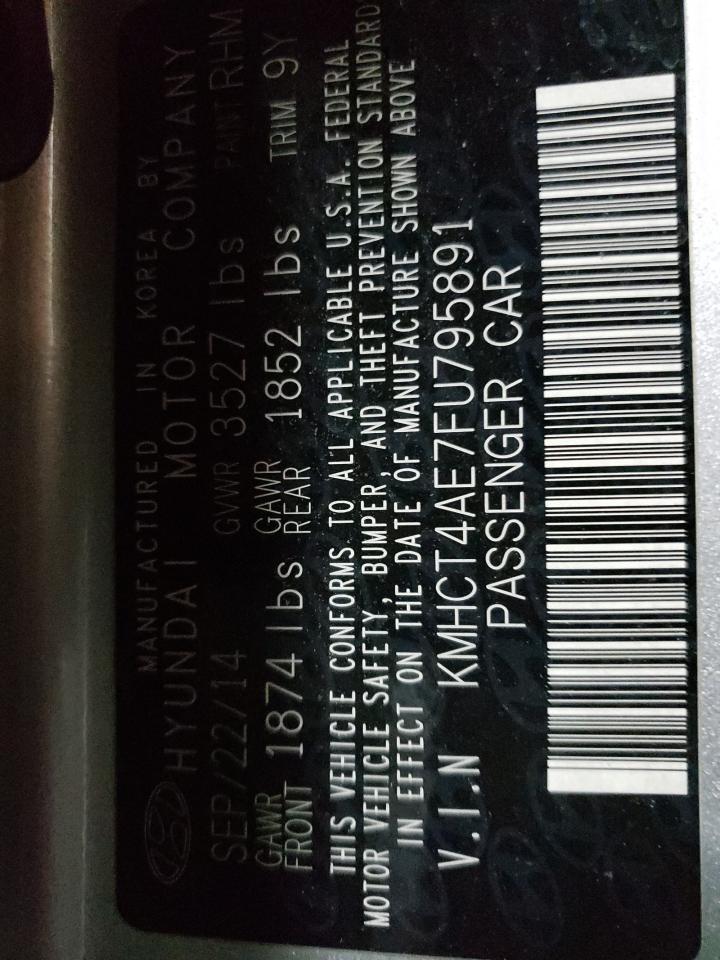 MANUFACTURED IN KOREA BY
HYUNDAI MOTOR COMPANY
SEP/22/14 GVWR 3527 lbs PAINT RHM
GAWR FRONT 1874 lbs GAWR REAR 1852 lbs TRIM 9Y
THIS VEHICLE CONFORMS TO ALL APPLICABLE U.S.A. FEDERAL
MOTOR VEHICLE SAFETY, BUMPER, AND THEFT PREVENTION STANDARD
IN EFFECT ON THE DATE OF MANUFACTURE SHOWN ABOVE
V.I.N KMHCT4AE7FU795891
PASSENGER CAR